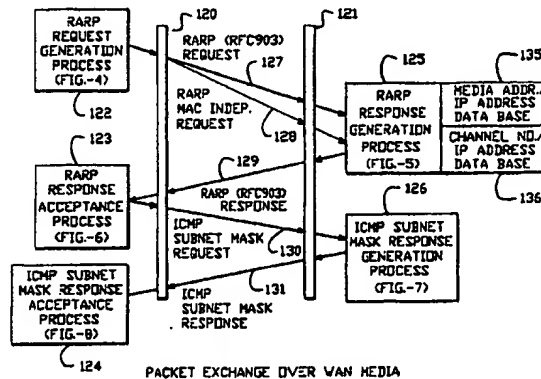 120
121
RARP
REQUEST
GENERATION
PROCESS
(FIG.-4)
122
RARP (RFC903)
REQUEST
127
RARP
MAC INDEP.
REQUEST
128
125
135
RARP
RESPONSE
GENERATION
PROCESS
(FIG-5)
MEDIA ADDR./
IP ADDRESS
DATA BASE
CHANNEL NO./
IP ADDRESS
DATA BASE
136
123
RARP
RESPONSE
ACCEPTANCE
PROCESS
(FIG-6)
129
RARP (RFC903)
RESPONSE
ICMP
SUBNET MASK
REQUEST
130
126
ICMP SUBNET
MASK RESPONSE
GENERATION
PROCESS
(FIG-7)
ICMP SUBNET
MASK RESPONSE
ACCEPTANCE
PROCESS
(FIG-8)
124
131
ICMP
SUBNET MASK
RESPONSE
PACKET EXCHANGE OVER WAN MEDIA